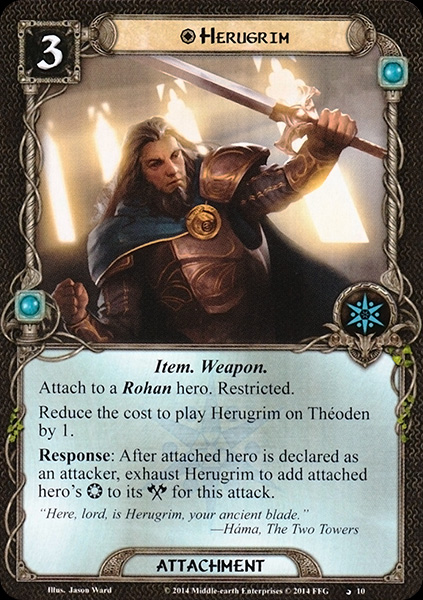 3
Herugrim
Item. Weapon.
Attach to a Rohan hero. Restricted.
Reduce the cost to play Herugrim on Théoden
by 1.
Response: After attached hero is declared as
an attacker, exhaust Herugrim to add attached
hero's to its for this attack.
"Here, lord, is Herugrim, your ancient blade."
—Háma, The Two Towers
ATTACHMENT
Illus. Jason Ward © 2014 Middle-earth Enterprises © 2014 FFG 10